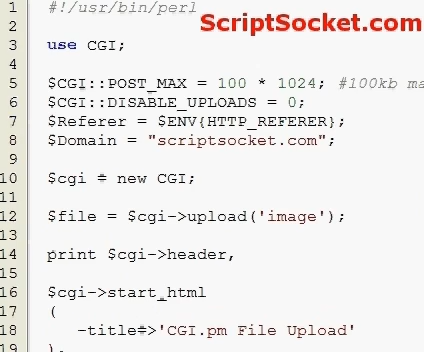 1 #!/usr/bin/perl
ScriptSocket.com
2
3 use CGI;
4
5 $CGI::POST_MAX = 100 * 1024; #100kb
6 $CGI::DISABLE_UPLOADS = 0;
7 $Referer = $ENV{HTTP_REFERER};
8 $Domain = "scriptsocket.com";
9
10 $cgi = new CGI;
11
12 $file = $cgi->upload('image');
13
14 print $cgi->header,
15
16 $cgi->start_html
17 (
18 -title=>'CGI.pm File Upload'
19 ),